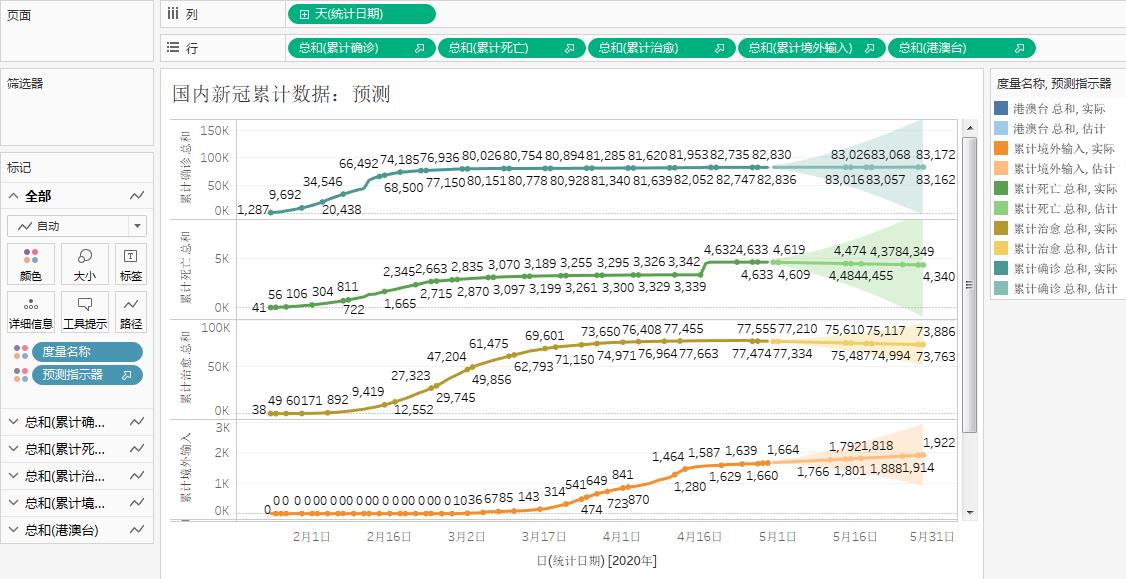 页面
列
天(统计日期)
行
总和(累计确诊)
总和(累计死亡)
总和(累计治愈)
总和(累计境外输入)
总和(港澳台)
筛选器
标记
全部
自动
颜色
大小
标签
详细信息
工具提示
路径
度量名称
预测指示器
总和(累计确...
总和(累计死...
总和(累计治...
总和(累计境...
总和(港澳台)
国内新冠累计数据：预测
累计确诊 总和
150K
100K
50K
0K
1,287
9,692
34,546
20,438
66,492
74,185
76,936
80,026
80,754
80,894
81,285
81,620
81,953
82,735
82,830
83,026
83,068
83,172
68,500
77,150
80,151
80,778
80,928
81,340
81,639
82,052
82,747
82,836
83,016
83,057
83,162
累计死亡 总和
5K
0K
41
56
106
304
811
722
2,345
2,663
2,835
3,070
3,189
3,255
3,295
3,326
3,342
4,632
4,633
4,619
4,474
4,378
4,349
1,665
2,715
2,870
3,097
3,199
3,261
3,300
3,329
3,339
4,633
4,609
4,484
4,455
4,340
累计治愈 总和
100K
50K
0K
38
49
60
171
892
9,419
27,323
47,204
61,475
69,601
73,650
76,408
77,455
77,555
77,210
75,610
75,117
73,886
12,552
29,745
49,856
62,793
71,150
74,971
76,964
77,663
77,474
77,334
75,487
74,994
73,763
累计境外输入
3K
2K
1K
0K
0
0 0 0 0 0 0 0 0 0 0 0 0 0 0
10
36
67
85
143
314
541
649
841
1,464
1,587
1,639
1,664
1,792
1,818
1,922
474
723
870
1,280
1,629
1,660
1,766
1,801
1,888
1,914
2月1日
2月16日
3月2日
3月17日
4月1日
4月16日
5月1日
5月16日
5月31日
日(统计日期) [2020年]
度量名称, 预测指示器
港澳台 总和, 实际
港澳台 总和, 估计
累计境外输入, 实际
累计境外输入, 估计
累计死亡 总和, 实际
累计死亡 总和, 估计
累计治愈 总和, 实际
累计治愈 总和, 估计
累计确诊 总和, 实际
累计确诊 总和, 估计